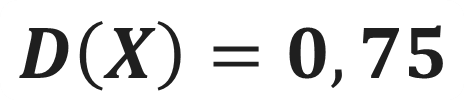 D(X) = 0,75